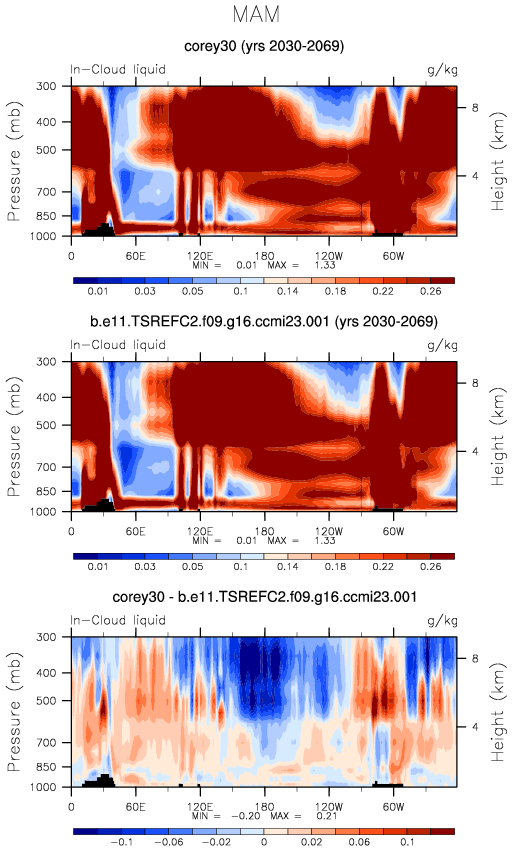 MAM
corey30 (yrs 2030-2069)
In-Cloud liquid g/kg
300
400
500
700
850
1000
Pressure (mb)
8
4
Height (km)
0 60E 120E 180 120W 60W
MIN = 0.01 MAX = 1.33
0.01 0.03 0.05 0.1 0.14 0.18 0.22 0.26
b.e11.TSREFC2.f09.g16.ccmi23.001 (yrs 2030-2069)
In-Cloud liquid g/kg
300
400
500
700
850
1000
Pressure (mb)
8
4
Height (km)
0 60E 120E 180 120W 60W
MIN = 0.01 MAX = 1.33
0.01 0.03 0.05 0.1 0.14 0.18 0.22 0.26
corey30 - b.e11.TSREFC2.f09.g16.ccmi23.001
In-Cloud liquid g/kg
300
400
500
700
850
1000
Pressure (mb)
8
4
Height (km)
0 60E 120E 180 120W 60W
MIN = -0.20 MAX = 0.21
-0.1 -0.06 -0.02 0 0.02 0.06 0.1